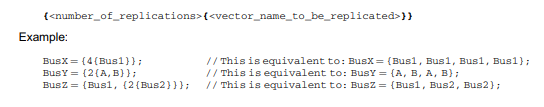 {<number_of_replications>{<vector_name_to_be_replicated>}}
Example:
BusX = {4{Bus1}}; // This is equivalent to: BusX = {Bus1, Bus1, Bus1, Bus1};
BusY = {2{A,B}}; // This is equivalent to: BusY = {A, B, A, B};
BusZ = {Bus1, {2{Bus2}}}; // This is equivalent to: BusZ = {Bus1, Bus2, Bus2};